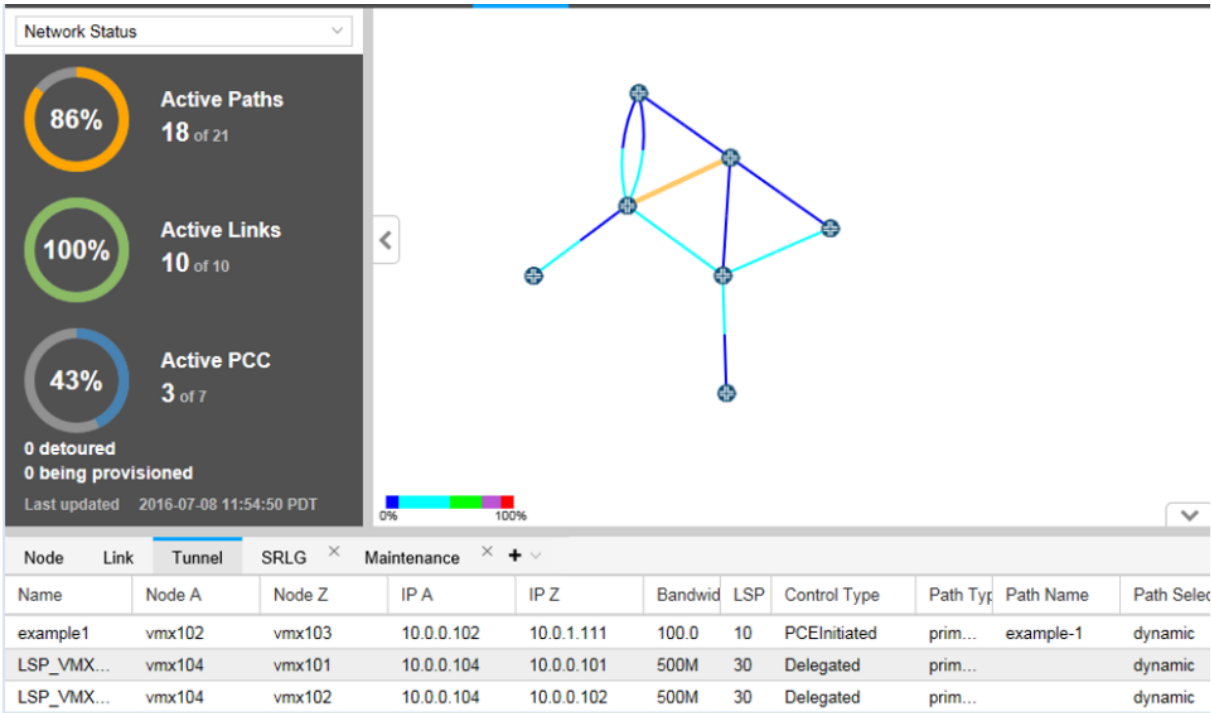 Network Status
86%
Active Paths
18 of 21
100%
Active Links
10 of 10
43%
Active PCC
3 of 7
0 detoured
0 being provisioned
Last updated 2016-07-08 11:54:50 PDT
0% 100%
Node Link Tunnel SRLG × Maintenance × +
Name Node A Node Z IP A IP Z Bandwid LSP Control Type Path Typ Path Name Path Selec
example1 vmx102 vmx103 10.0.0.102 10.0.1.111 100.0 10 PCEInitiated prim... example-1 dynamic
LSP_VMX... vmx104 vmx101 10.0.0.104 10.0.0.101 500M 30 Delegated prim... dynamic
LSP_VMX... vmx104 vmx102 10.0.0.104 10.0.0.102 500M 30 Delegated prim... dynamic